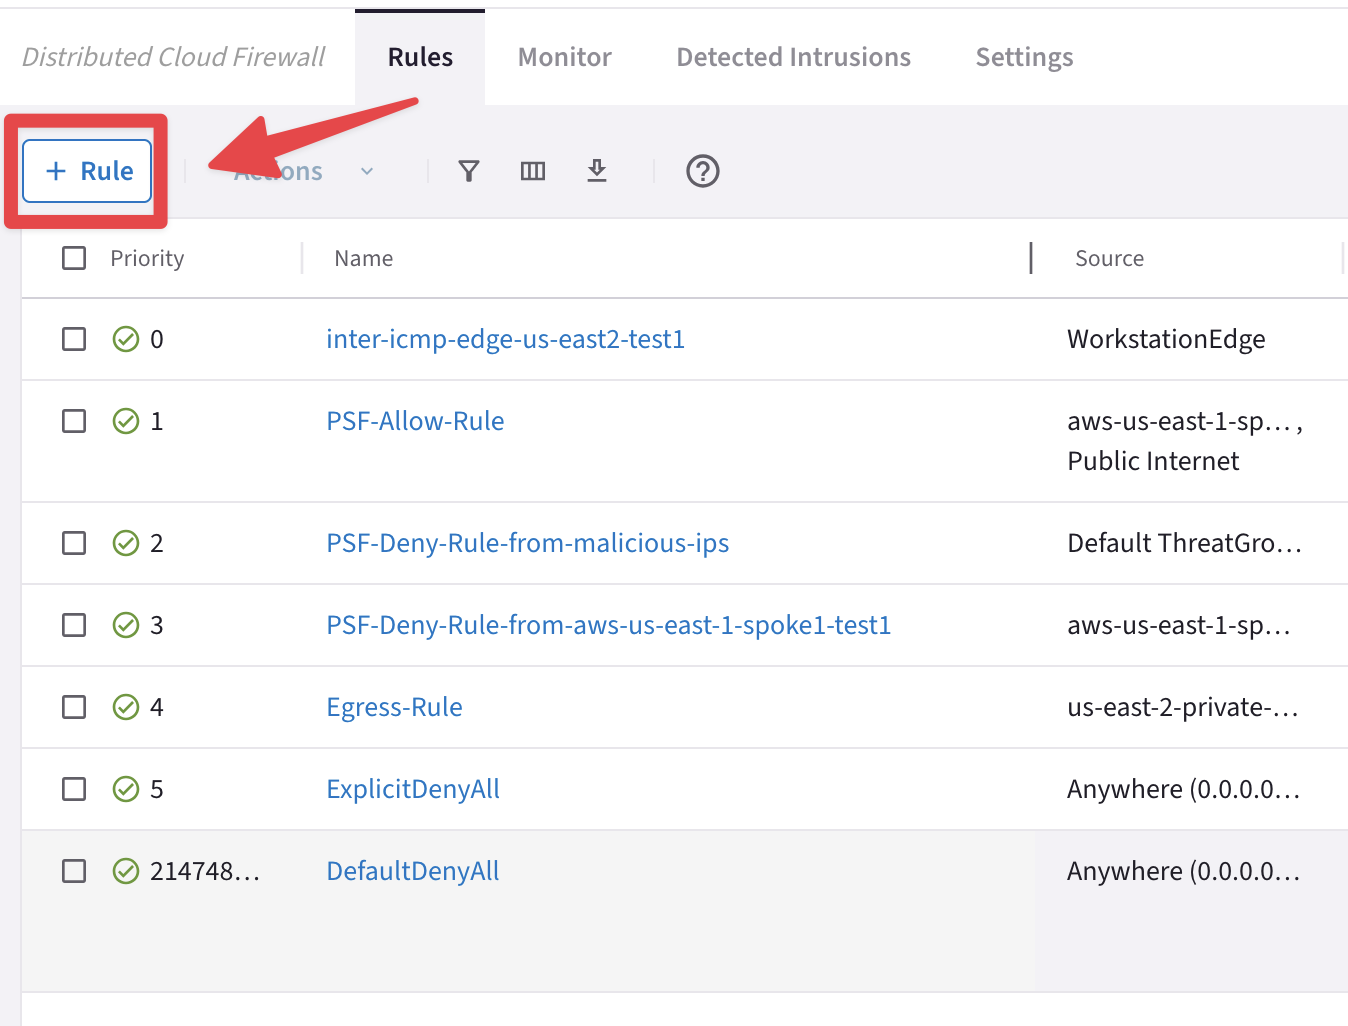 Distributed Cloud Firewall Rules Monitor Detected Intrusions Settings
+ Rule Actions
Priority Name Source
0 inter-icmp-edge-us-east2-test1 WorkstationEdge
1 PSF-Allow-Rule aws-us-east-1-sp... ,
Public Internet
2 PSF-Deny-Rule-from-malicious-ips Default ThreatGro...
3 PSF-Deny-Rule-from-aws-us-east-1-spoke1-test1 aws-us-east-1-sp...
4 Egress-Rule us-east-2-private-...
5 ExplicitDenyAll Anywhere (0.0.0.0...
214748... DefaultDenyAll Anywhere (0.0.0.0...